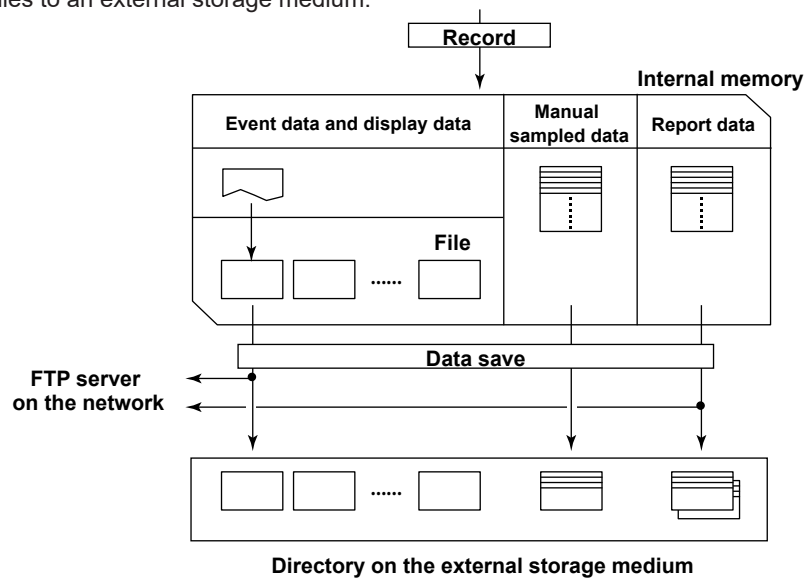 to an external storage medium.
Record
Internal memory
Event data and display data
Manual
sampled data
Report data
File
......
Data save
FTP server
on the network
......
Directory on the external storage medium